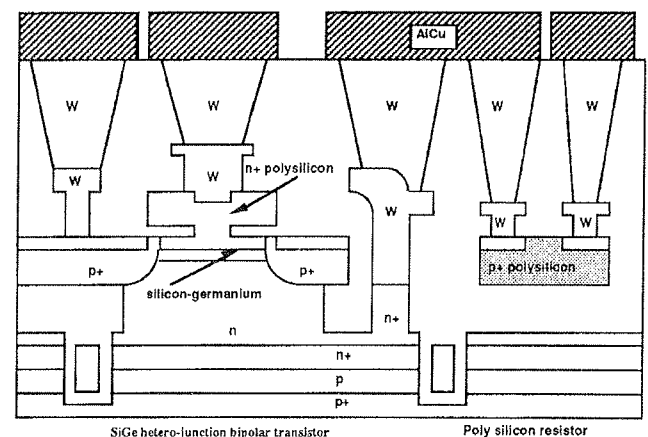 AlCu
W W W W W
W n+ polysilicon
W W W W
p+ p+ p+ polysilicon
silicon-germanium
n n+
n+
p
p+
SiGe hetero-junction bipolar transistor Poly silicon resistor